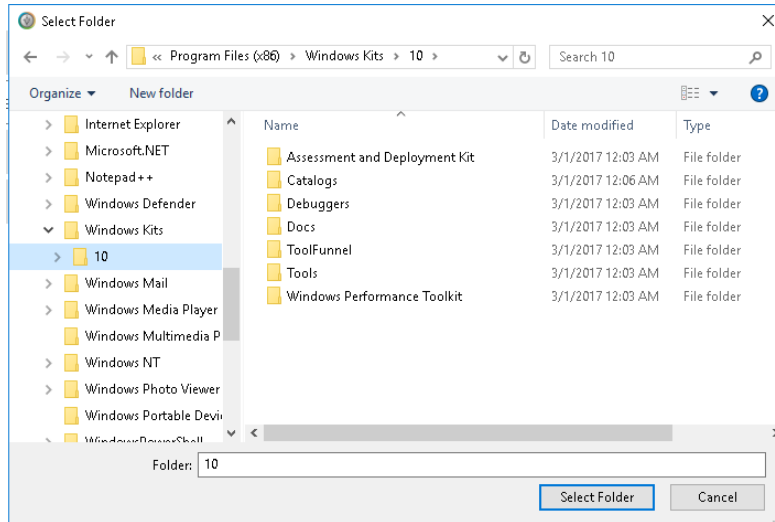 Select Folder
« Program Files (x86) > Windows Kits > 10 >
Search 10
Organize
New folder
Internet Explorer
Microsoft.NET
Notepad++
Windows Defender
Windows Kits
10
Windows Mail
Windows Media Player
Windows Multimedia P
Windows NT
Windows Photo Viewer
Windows Portable Devi
WindowsPowerShell
Name Date modified Type
Assessment and Deployment Kit 3/1/2017 12:03 AM File folder
Catalogs 3/1/2017 12:06 AM File folder
Debuggers 3/1/2017 12:03 AM File folder
Docs 3/1/2017 12:03 AM File folder
ToolFunnel 3/1/2017 12:03 AM File folder
Tools 3/1/2017 12:03 AM File folder
Windows Performance Toolkit 3/1/2017 12:03 AM File folder
Folder: 10
Select Folder
Cancel